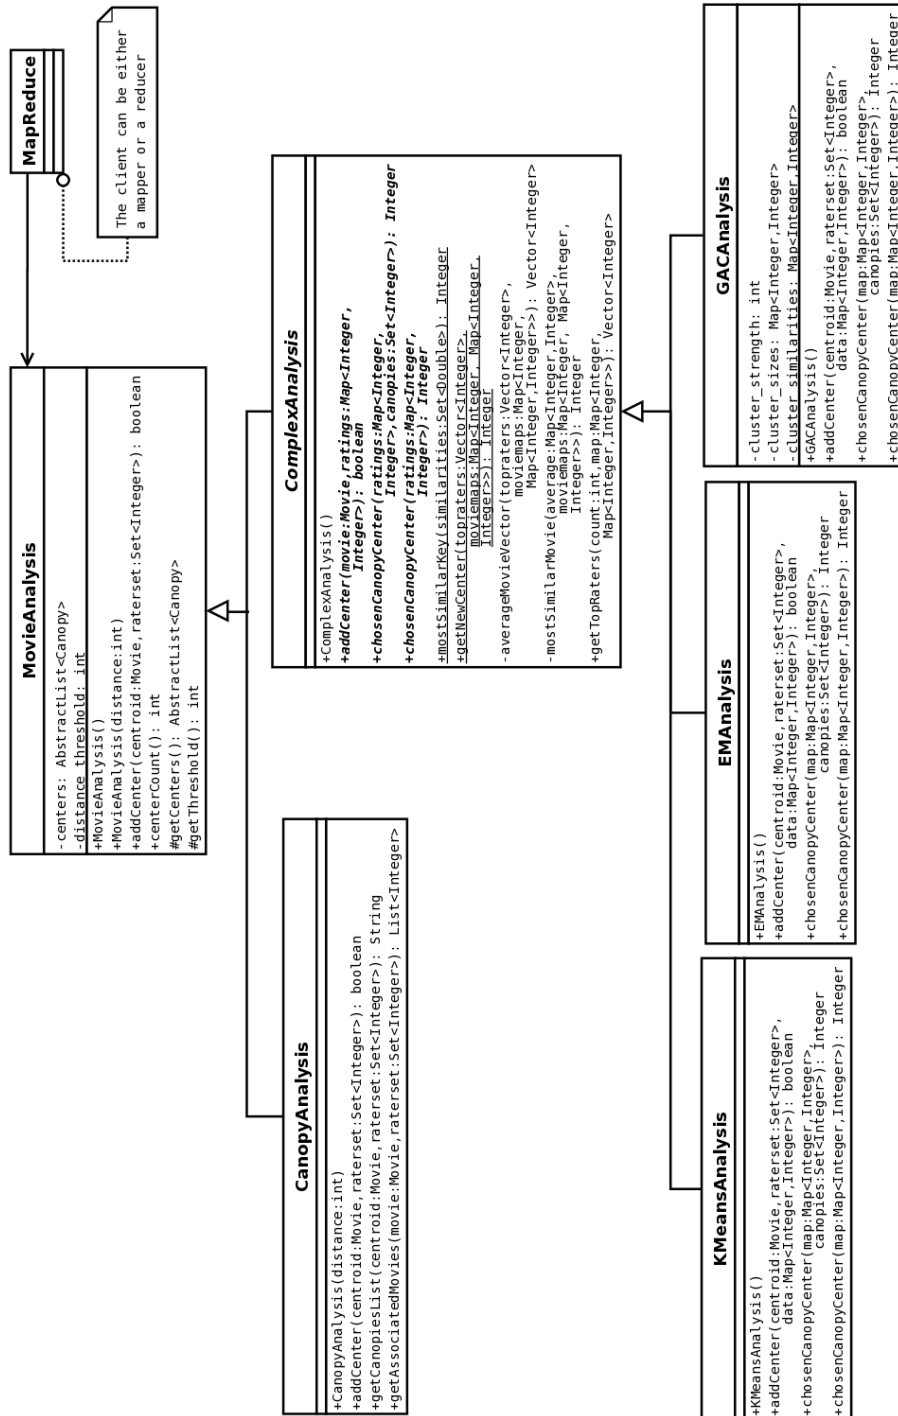 MapReduce
The client can be either
a mapper or a reducer
MovieAnalysis
-centers: AbstractList<Canopy>
-distance_threshold: int
+MovieAnalysis()
+MovieAnalysis(distance:int)
+addCenter(centroid:Movie,raterset:Set<Integer>): boolean
+centerCount(): int
#getCenters(): AbstractList<Canopy>
#getThreshold(): int
CanopyAnalysis
+CanopyAnalysis(distance:int)
+addCenter(centroid:Movie,raterset:Set<Integer>): boolean
+getCanopiesList(centroid:Movie,raterset:Set<Integer>): String
+getAssociatedMovies(movie:Movie,raterset:Set<Integer>): List<Integer>
ComplexAnalysis
+ComplexAnalysis()
+addCenter(movie:Movie,ratings:Map<Integer,
Integer>): boolean
+chosenCanopyCenter(ratings:Map<Integer,
Integer>,canopies:Set<Integer>): Integer
+chosenCanopyCenter(ratings:Map<Integer,
Integer>): Integer
+mostSimilarKey(similarities:Set<Double>): Integer
+getNewCenter(topraters:Vector<Integer>,
moviemaps:Map<Integer, Map<Integer,
Integer>>): Integer
-averageMovieVector(topraters:Vector<Integer>,
moviemaps:Map<Integer,
Map<Integer,Integer>>): Vector<Integer>
-mostSimilarMovie(average:Map<Integer,Integer>,
moviemaps:Map<Integer, Map<Integer,
Integer>>): Integer
+getTopRaters(count:int,map:Map<Integer,
Map<Integer,Integer>>): Vector<Integer>
KMeansAnalysis
+KMeansAnalysis()
+addCenter(centroid:Movie,raterset:Set<Integer>,
data:Map<Integer,Integer>): boolean
+chosenCanopyCenter(map:Map<Integer,Integer>,
canopies:Set<Integer>): Integer
+chosenCanopyCenter(map:Map<Integer,Integer>): Integer
EMAnalysis
+EMAnalysis()
+addCenter(centroid:Movie,raterset:Set<Integer>,
data:Map<Integer,Integer>): boolean
+chosenCanopyCenter(map:Map<Integer,Integer>,
canopies:Set<Integer>): Integer
+chosenCanopyCenter(map:Map<Integer,Integer>): Integer
GACAnalysis
-cluster_strength: int
-cluster_sizes: Map<Integer,Integer>
-cluster_similarities: Map<Integer,Integer>
+GACAnalysis()
+addCenter(centroid:Movie,raterset:Set<Integer>,
data:Map<Integer,Integer>): boolean
+chosenCanopyCenter(map:Map<Integer,Integer>,
canopies:Set<Integer>): Integer
+chosenCanopyCenter(map:Map<Integer,Integer>): Integer